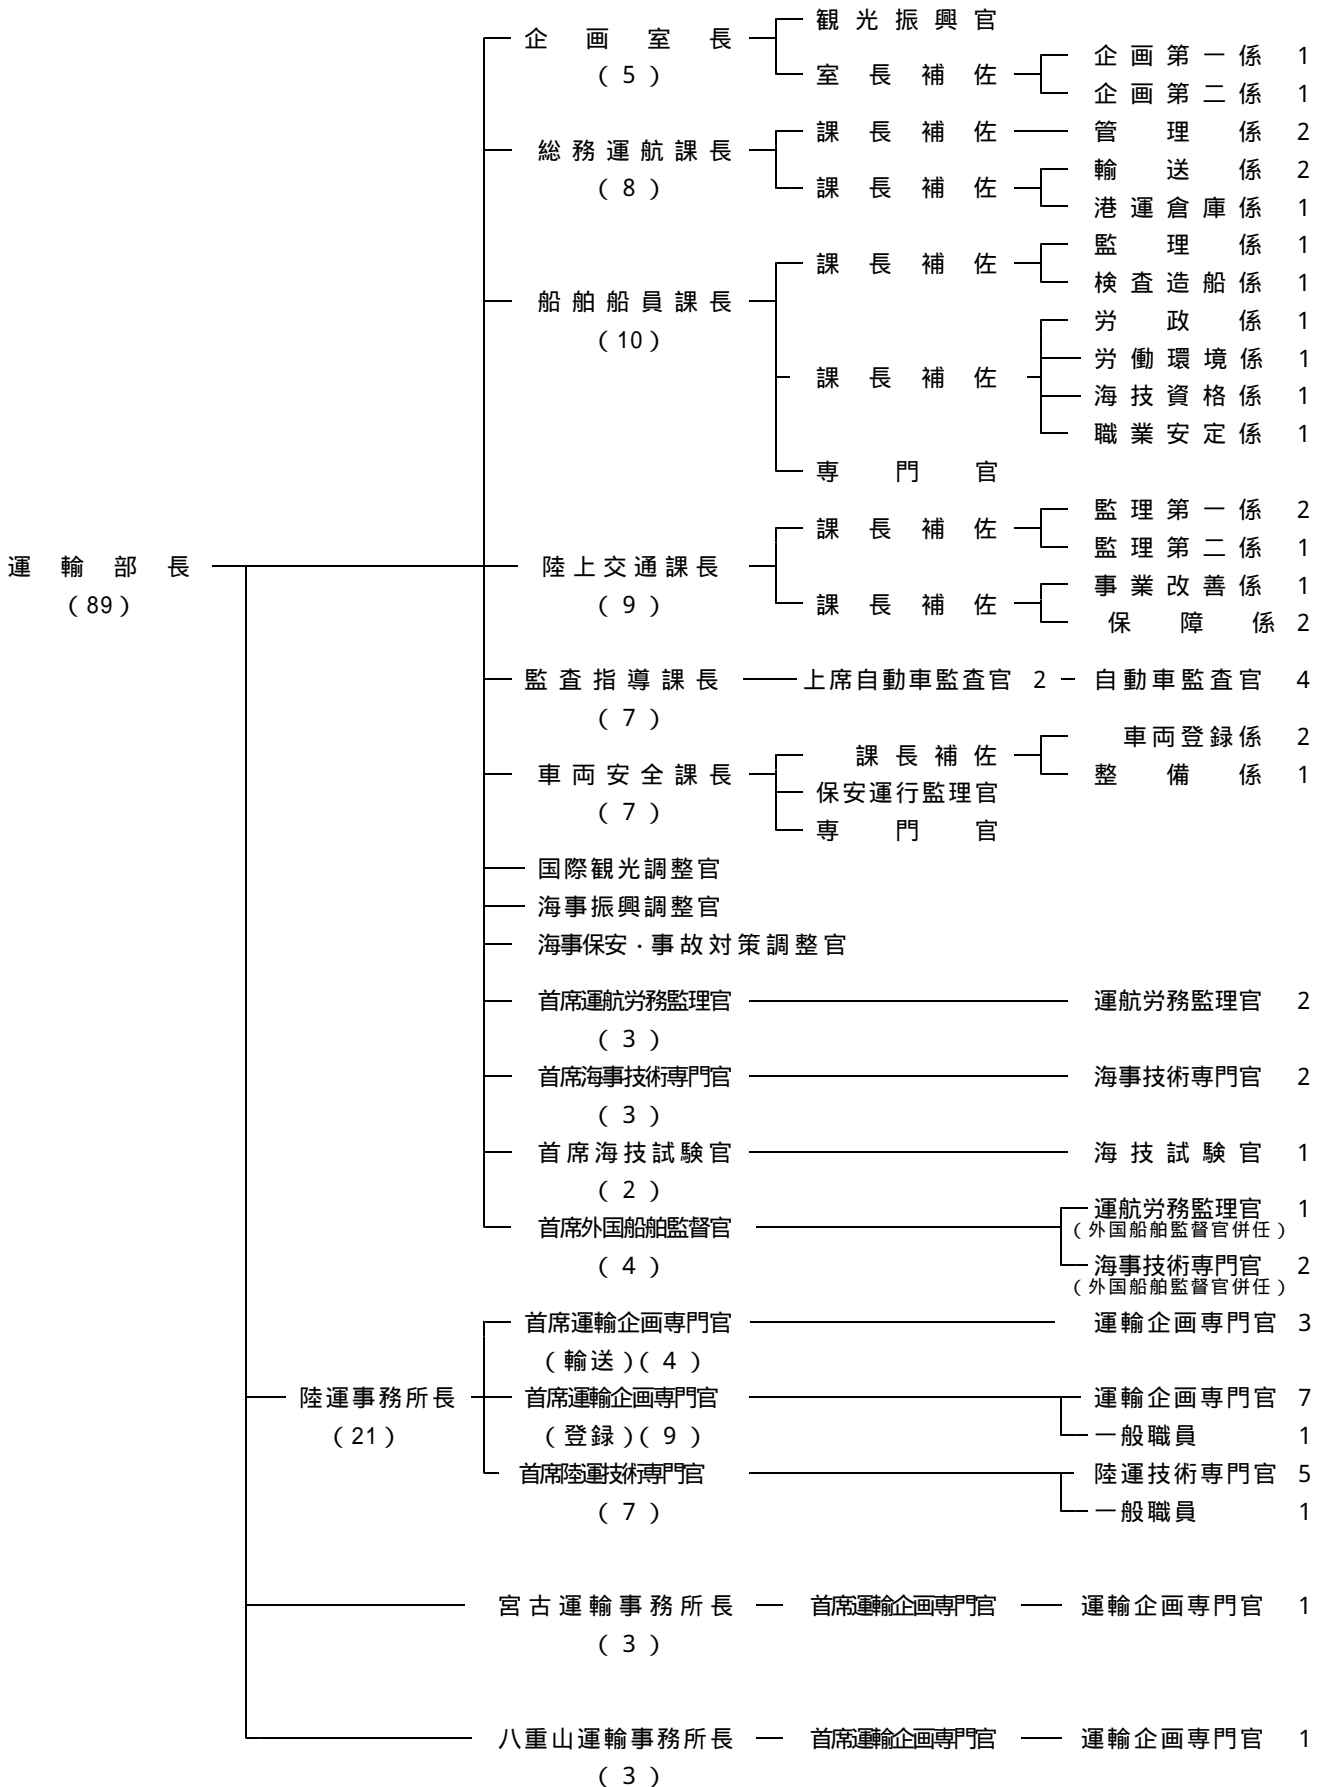 観光振興官
企画室長
企画第一係 1
(5)
室長補佐
企画第二係 1
課長補佐
管理係 2
総務運航課長
輸送係 2
(8)
課長補佐
港運倉庫係 1
監理係 1
課長補佐
検査造船係 1
船舶船員課長
労政係 1
(10)
労働環境係 1
課長補佐
海技資格係 1
職業安定係 1
専門官
監理第一係 2
課長補佐
監理第二係 1
運輸部長
陸上交通課長
事業改善係 1
(89)
(9)
課長補佐
保障係 2
監査指導課長
上席自動車監査官 2
自動車監査官 4
(7)
車両登録係 2
課長補佐
車両安全課長
整備係 1
保安運行監理官
(7)
専門官
国際観光調整官
海事振興調整官
海事保安・事故対策調整官
首席運航労務監理官
運航労務監理官 2
(3)
首席海事技術専門官
海事技術専門官 2
(3)
首席海技試験官
海技試験官 1
(2)
運航労務監理官 1
首席外国船舶監督官
(外国船舶監督官併任)
(4)
海事技術専門官 2
(外国船舶監督官併任)
首席運輸企画専門官
運輸企画専門官 3
(輸送)(4)
陸運事務所長
首席運輸企画専門官
運輸企画専門官 7
(21)
(登録)(9)
一般職員 1
首席陸運技術専門官
陸運技術専門官 5
(7)
一般職員 1
宮古運輸事務所長
首席運輸企画専門官
運輸企画専門官 1
(3)
八重山運輸事務所長
首席運輸企画専門官
運輸企画専門官 1
(3)